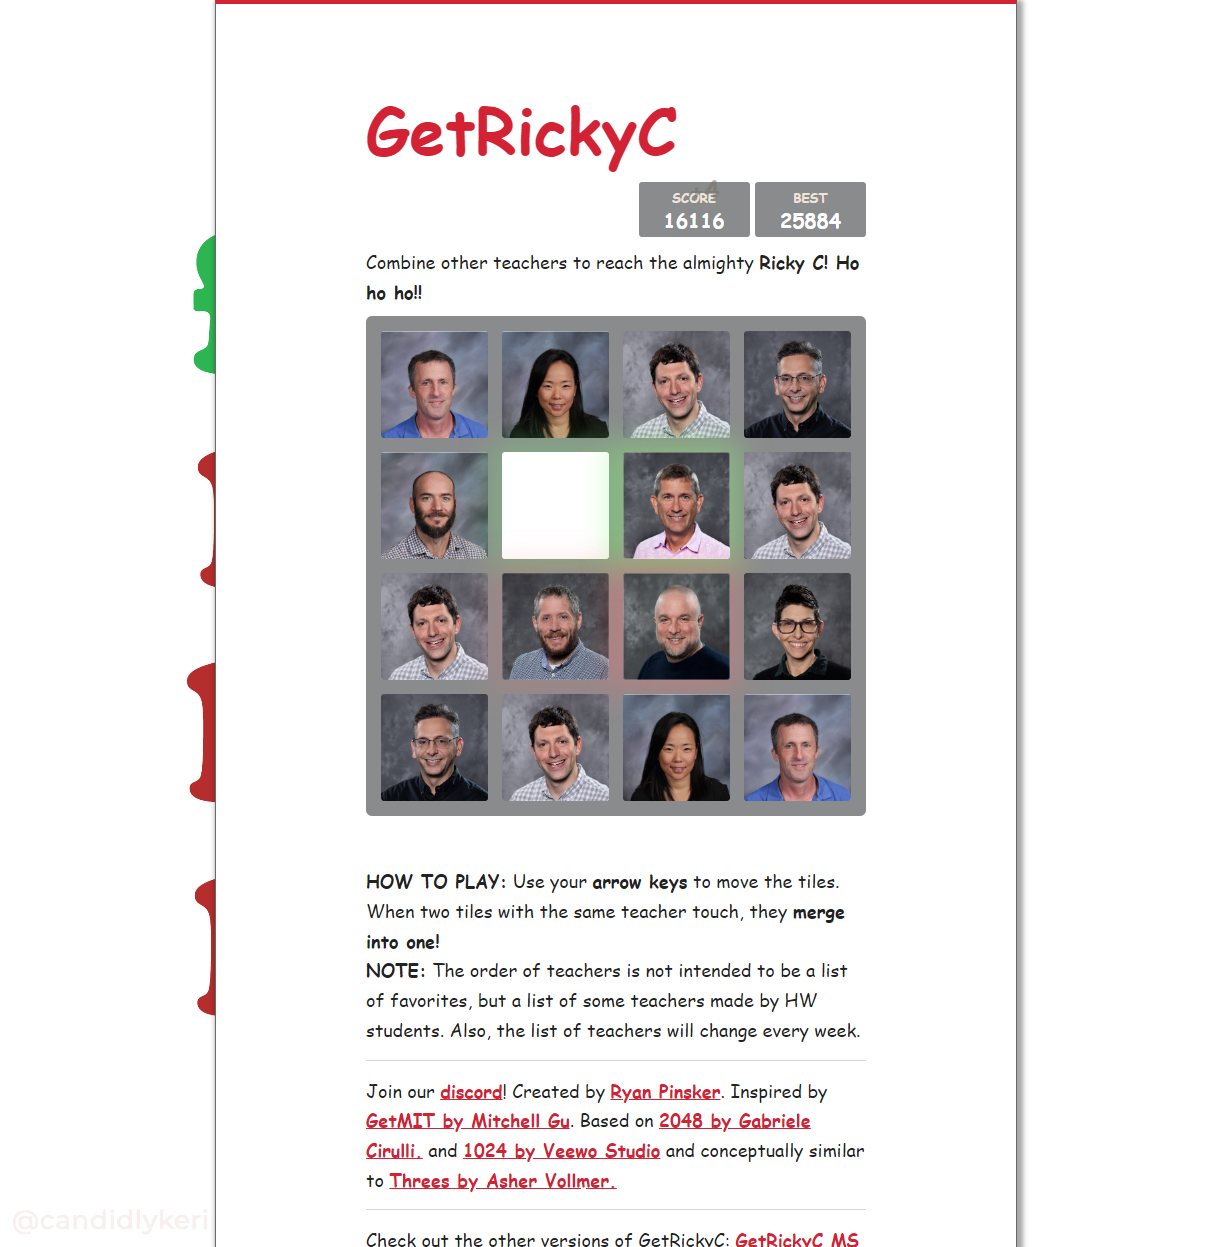 GetRickyC
+4
SCORE
16116
BEST
25884
Combine other teachers to reach the almighty Ricky C! Ho
ho ho!!
HOW TO PLAY: Use your arrow keys to move the tiles.
When two tiles with the same teacher touch, they merge
into one!
NOTE: The order of teachers is not intended to be a list
of favorites, but a list of some teachers made by HW
students. Also, the list of teachers will change every week.
Join our discord! Created by Ryan Pinsker. Inspired by
GetMIT by Mitchell Gu. Based on 2048 by Gabriele
Cirulli. and 1024 by Veewo Studio and conceptually similar
to Threes by Asher Vollmer.
@candidlykeri
Check out the other versions of GetRickyC: GetRickyC MS